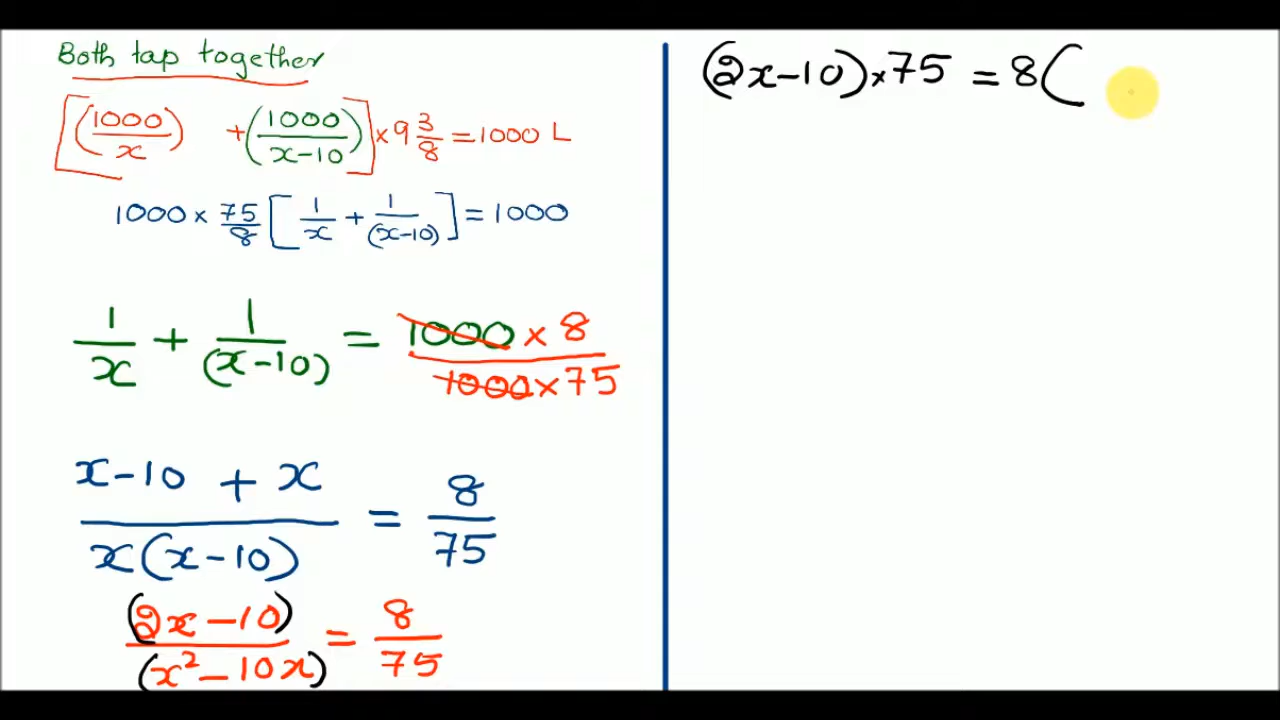 Both tap together
[(1000/x) + (1000/x-10)] × 9 3/8 = 1000 L
1000 × 75/8 [1/x + 1/(x-10)] = 1000
1/x + 1/(x-10) = 1000 × 8/1000 × 75
x-10 + x/x(x-10) = 8/75
(2x-10)/(x²-10x) = 8/75
(2x-10)×75 = 8(